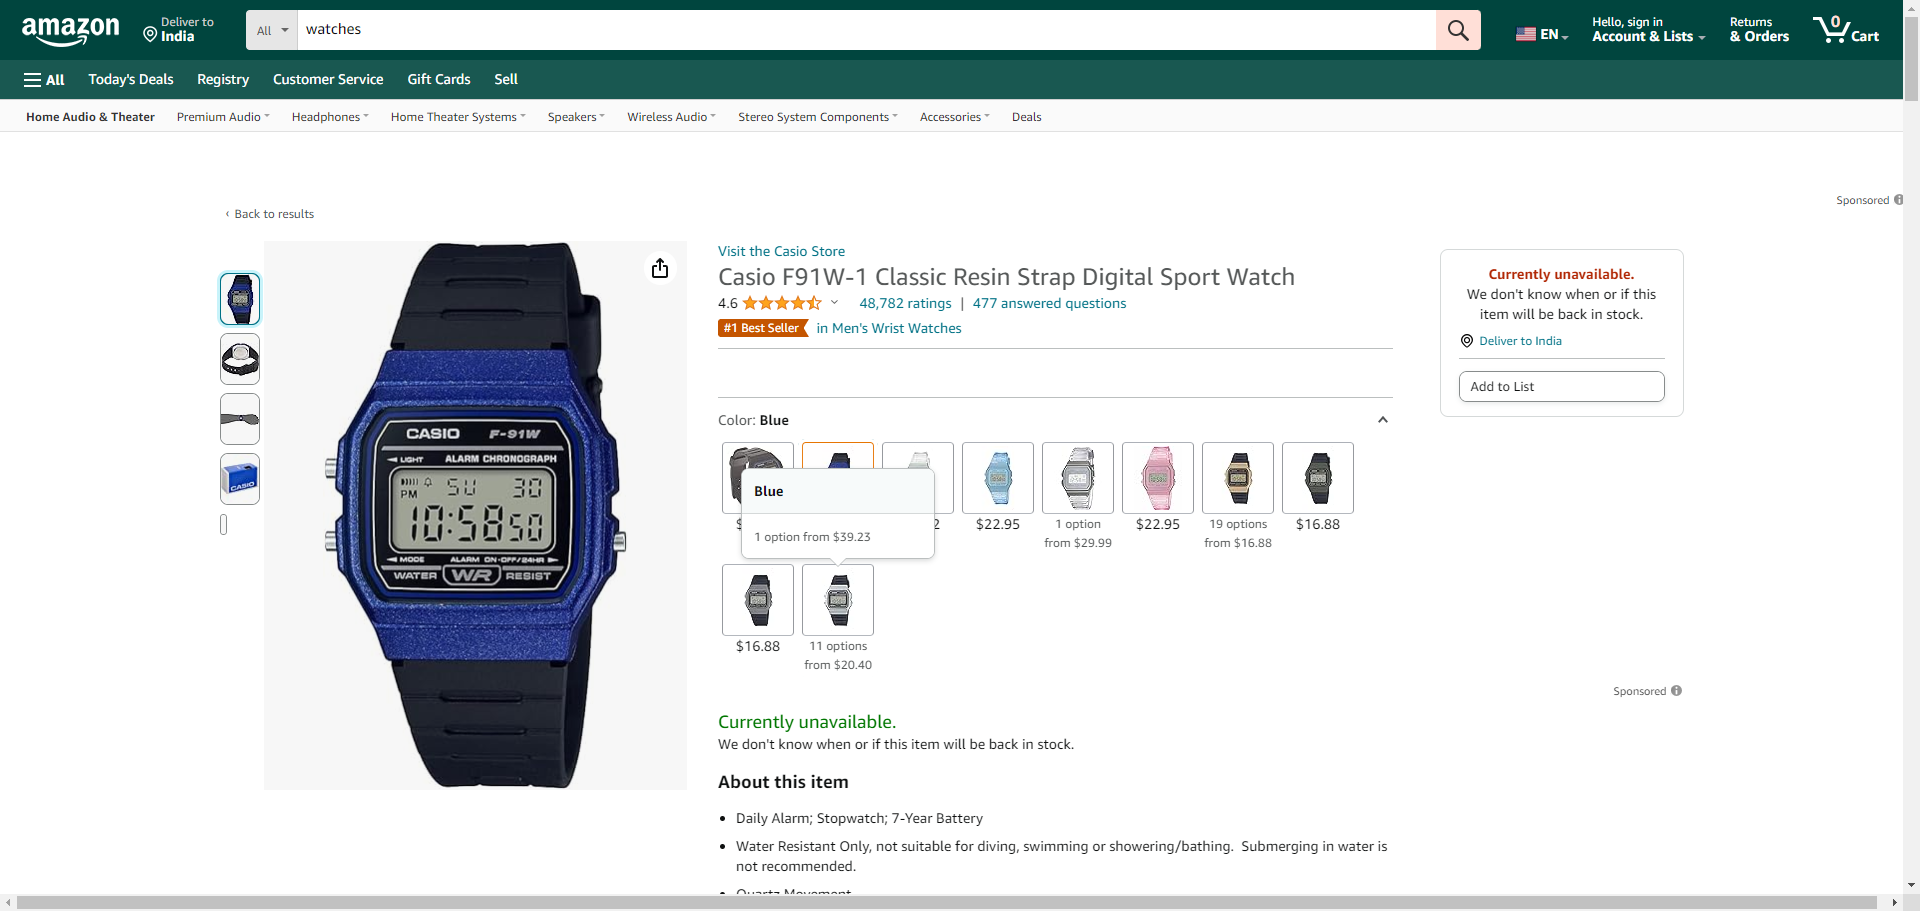 amazon
Deliver to
India
All
watches
EN
Hello, sign in
Account & Lists
Returns
& Orders
0
Cart
All
Today's Deals
Registry
Customer Service
Gift Cards
Sell
Home Audio & Theater
Premium Audio
Headphones
Home Theater Systems
Speakers
Wireless Audio
Stereo System Components
Accessories
Deals
Sponsored
‹ Back to results
CASIO F-91W
LIGHT ALARM CHRONOGRAPH
PM SU 30
10:58 50
MODE ALARM ON·OFF/24HR
WATER WR RESIST
CASIO
Visit the Casio Store
Casio F91W-1 Classic Resin Strap Digital Sport Watch
4.6
48,782 ratings | 477 answered questions
#1 Best Seller in Men's Wrist Watches
Color: Blue
Blue
1 option from $39.23
$22.95
1 option
from $29.99
$22.95
19 options
from $16.88
$16.88
$16.88
11 options
from $20.40
Currently unavailable.
We don't know when or if this item will be back in stock.
About this item
Daily Alarm; Stopwatch; 7-Year Battery
Water Resistant Only, not suitable for diving, swimming or showering/bathing. Submerging in water is
not recommended.
Quartz Movement
Currently unavailable.
We don't know when or if this
item will be back in stock.
Deliver to India
Add to List
Sponsored